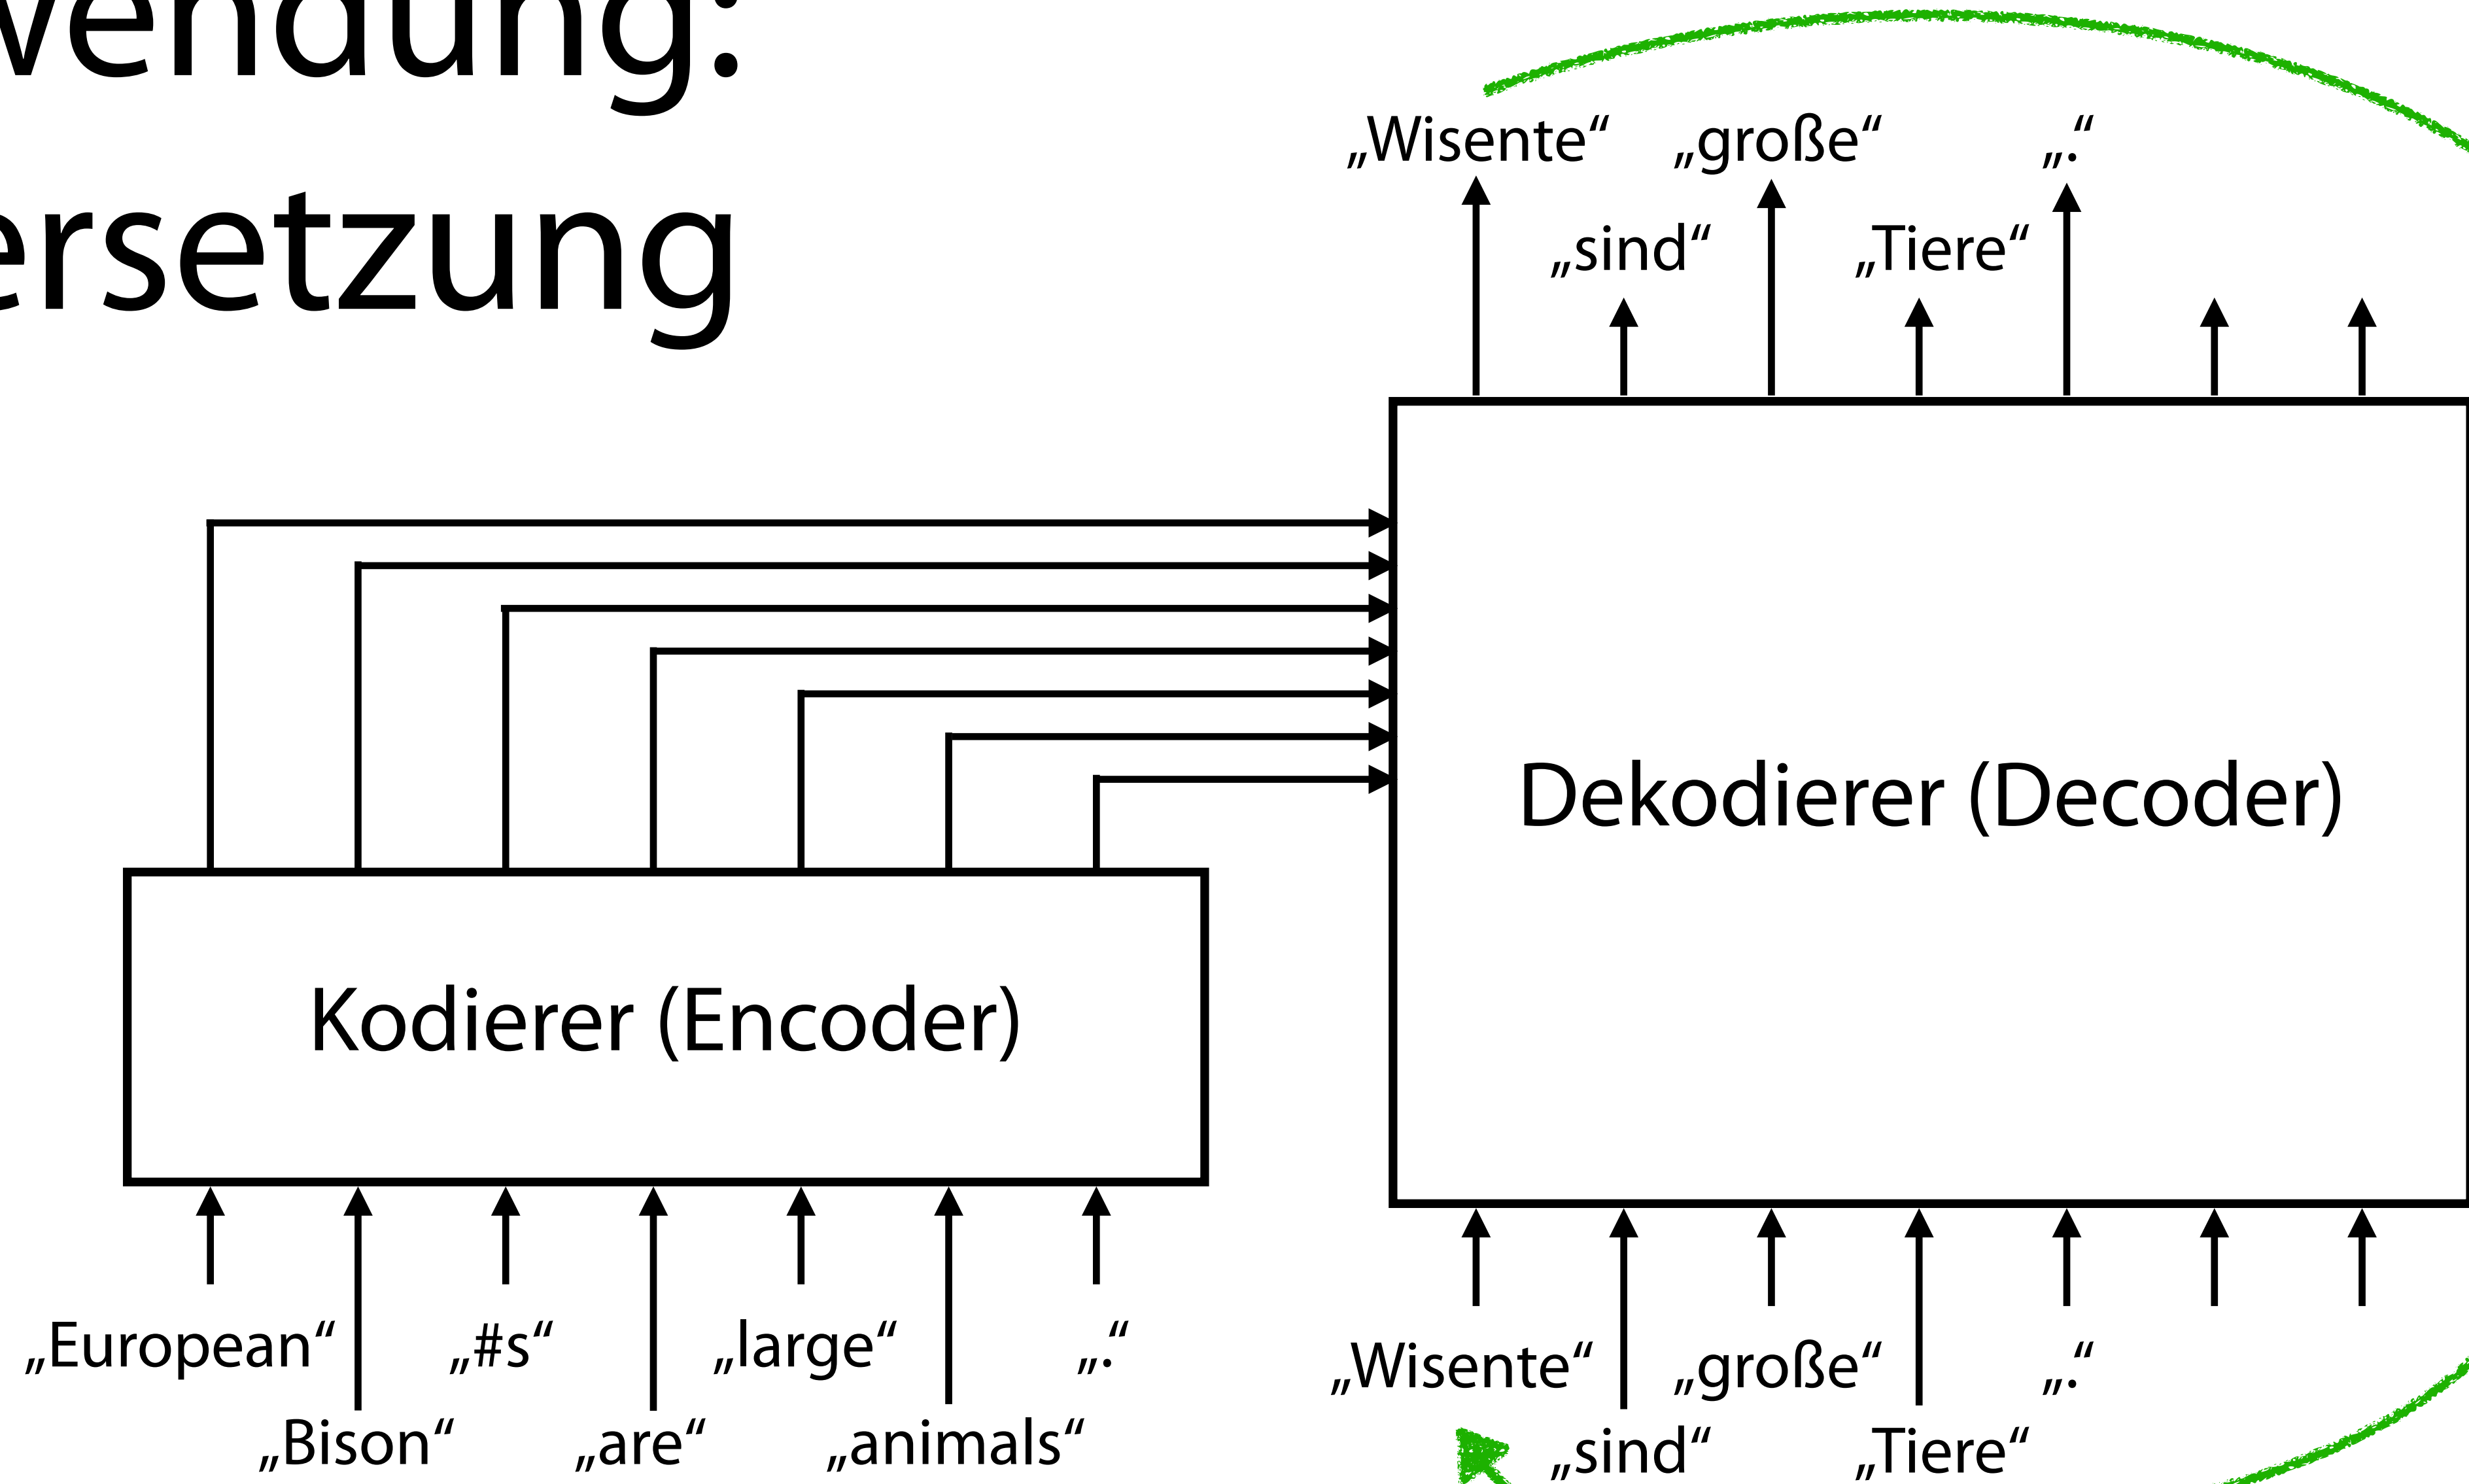 wendung:
ersetzung
„Wisente“ „große“ „.“
„sind“ „Tiere“
Dekodierer (Decoder)
Kodierer (Encoder)
„European“ „#s“ „large“ „.“
„Bison“ „are“ „animals“
„Wisente“ „große“ „.“
„sind“ „Tiere“